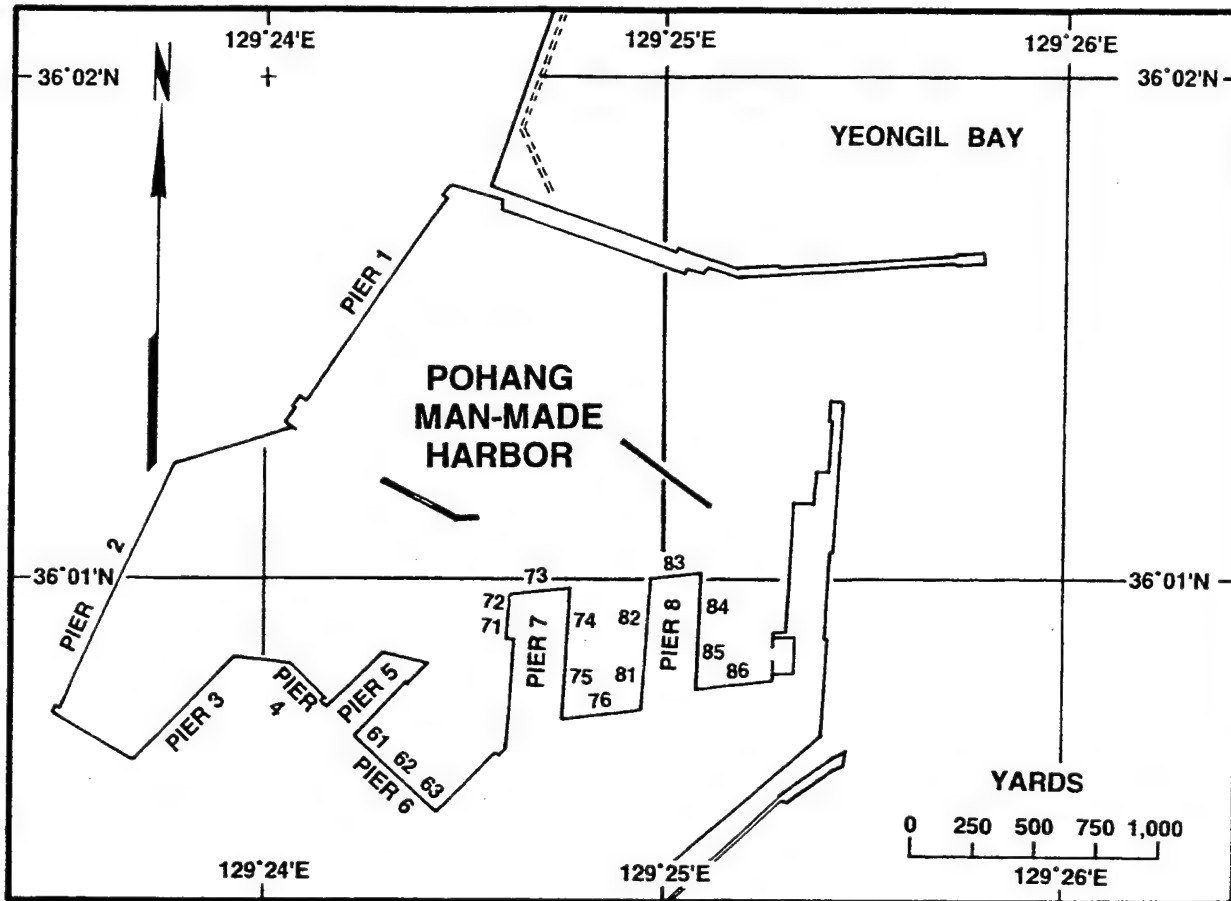 129°24'E
129°25'E
129°26'E
36°02'N
36°02'N
N
YEONGIL BAY
PIER 1
POHANG
MAN-MADE
HARBOR
PIER 2
36°01'N
36°01'N
83
73
72
71
74
82
84
PIER 7
PIER 8
75
81
85
86
76
PIER 3
PIER 4
PIER 5
61
62
63
PIER 6
YARDS
0 250 500 750 1,000
129°24'E
129°25'E
129°26'E